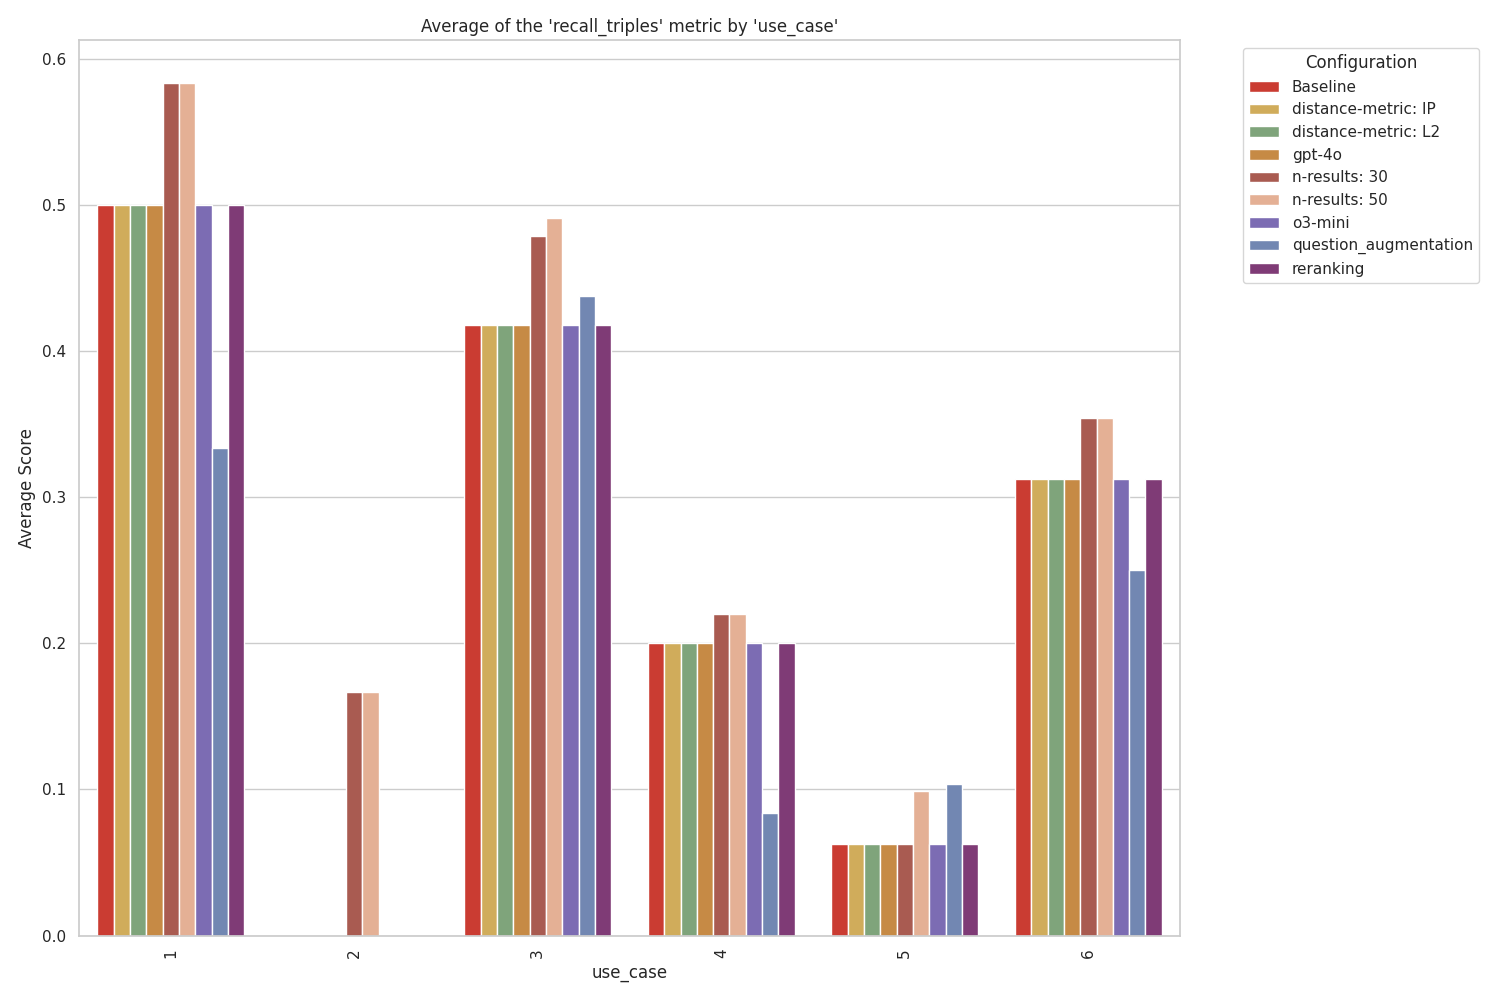 Average of the 'recall_triples' metric by 'use_case'
Average Score
0.6
0.5
0.4
0.3
0.2
0.1
0.0
1
2
3
4
5
6
use_case
Configuration
Baseline
distance-metric: IP
distance-metric: L2
gpt-4o
n-results: 30
n-results: 50
o3-mini
question_augmentation
reranking